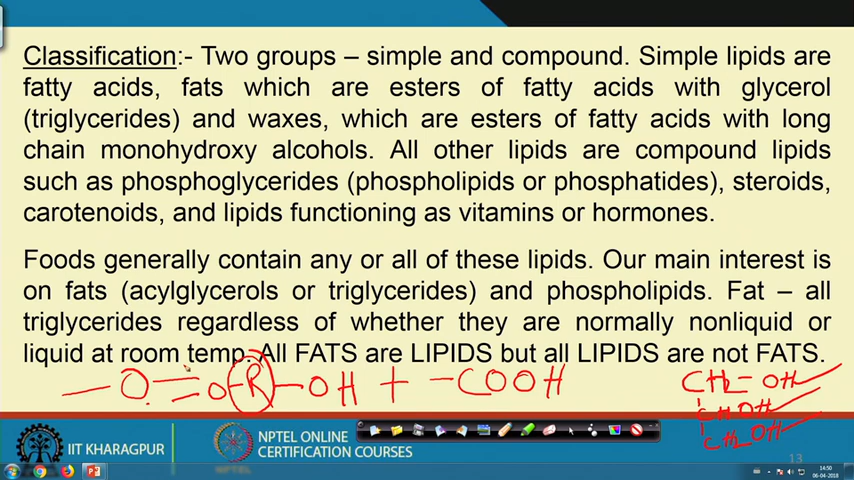 Classification:- Two groups – simple and compound. Simple lipids are
fatty acids, fats which are esters of fatty acids with glycerol
(triglycerides) and waxes, which are esters of fatty acids with long
chain monohydroxy alcohols. All other lipids are compound lipids
such as phosphoglycerides (phospholipids or phosphatides), steroids,
carotenoids, and lipids functioning as vitamins or hormones.
Foods generally contain any or all of these lipids. Our main interest is
on fats (acylglycerols or triglycerides) and phospholipids. Fat – all
triglycerides regardless of whether they are normally nonliquid or
liquid at room temp. All FATS are LIPIDS but all LIPIDS are not FATS.
— O = O - R - OH + - COOH
CH2 - OH
CHOH
CH2OH
IIT KHARAGPUR
NPTEL ONLINE
CERTIFICATION COURSES
13
14:50
06-04-2018